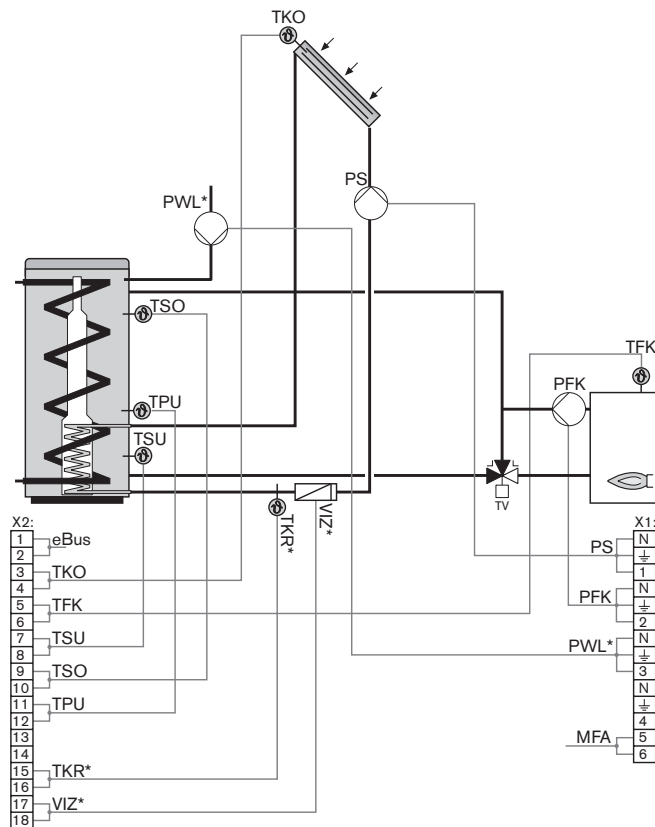 TKO
PS
PWL*
TSO
TFK
TPU
PFK
TSU
TV
TKR*
VIZ*
X2:
1
2
3
4
5
6
7
8
9
10
11
12
13
14
15
16
17
18
eBus
TKO
TFK
TSU
TSO
TPU
TKR*
VIZ*
X1:
PS
N
1
PFK
N
2
PWL*
N
3
N
4
MFA
5
6